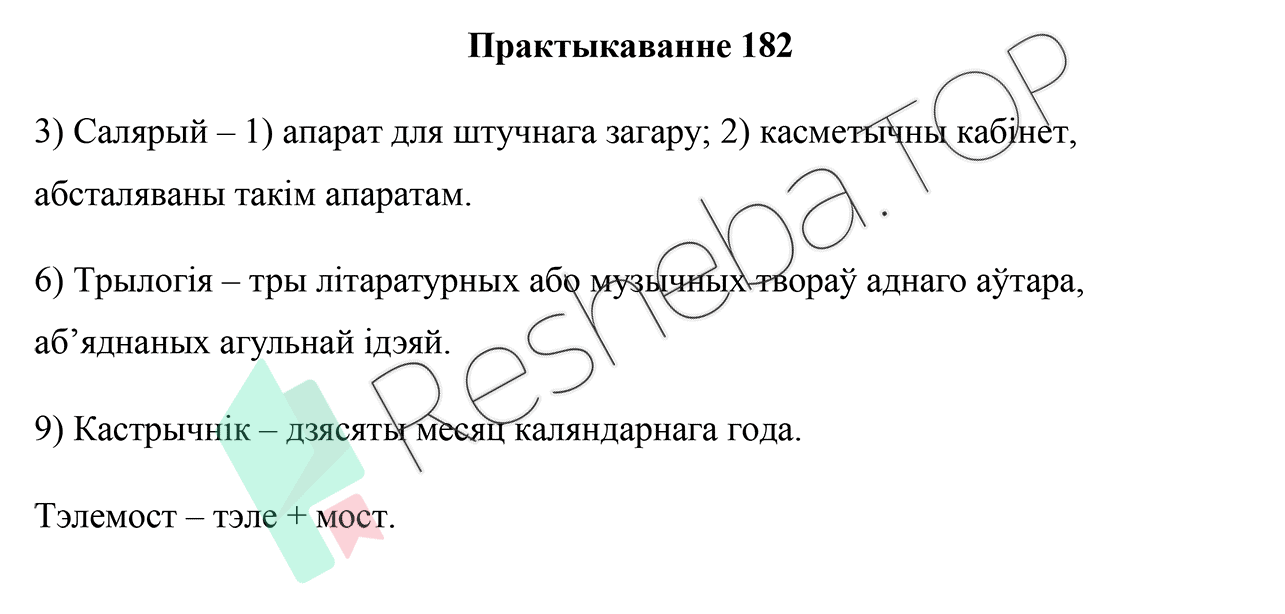 Практыкаванне 182
3) Салярый – 1) апарат для штучнага загару; 2) касметычны кабінет,
абсталяваны такім апаратам.
6) Трылогія – тры літаратурных або музычных твораў аднаго аўтара,
аб’яднаных агульнай ідэяй.
9) Кастрычнік – дзясяты месяц каляндарнага года.
Тэлемост – тэле + мост.
Resheba.TOP